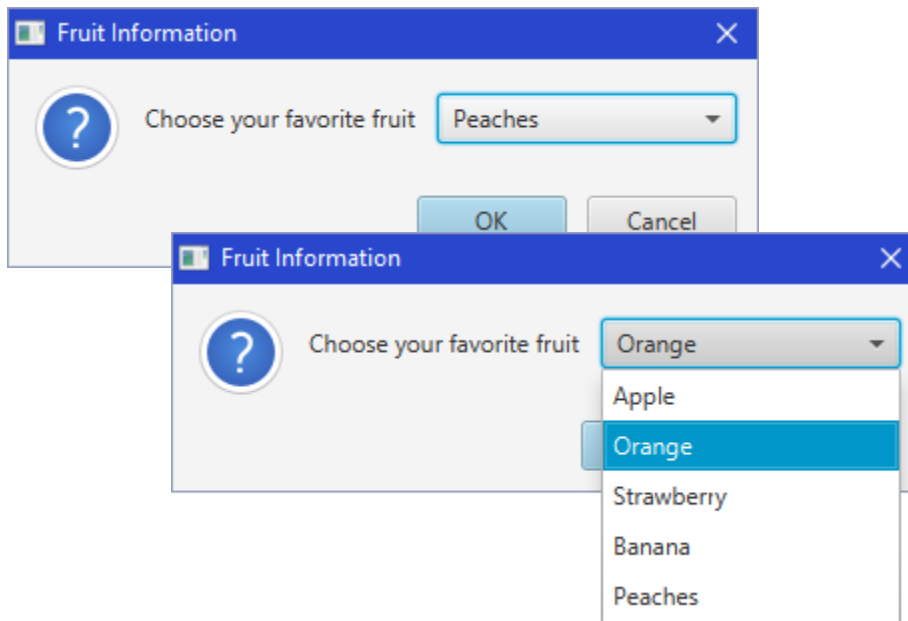 Fruit Information
?
Choose your favorite fruit Peaches
OK Cancel
Fruit Information
?
Choose your favorite fruit Orange
Apple
Orange
Strawberry
Banana
Peaches